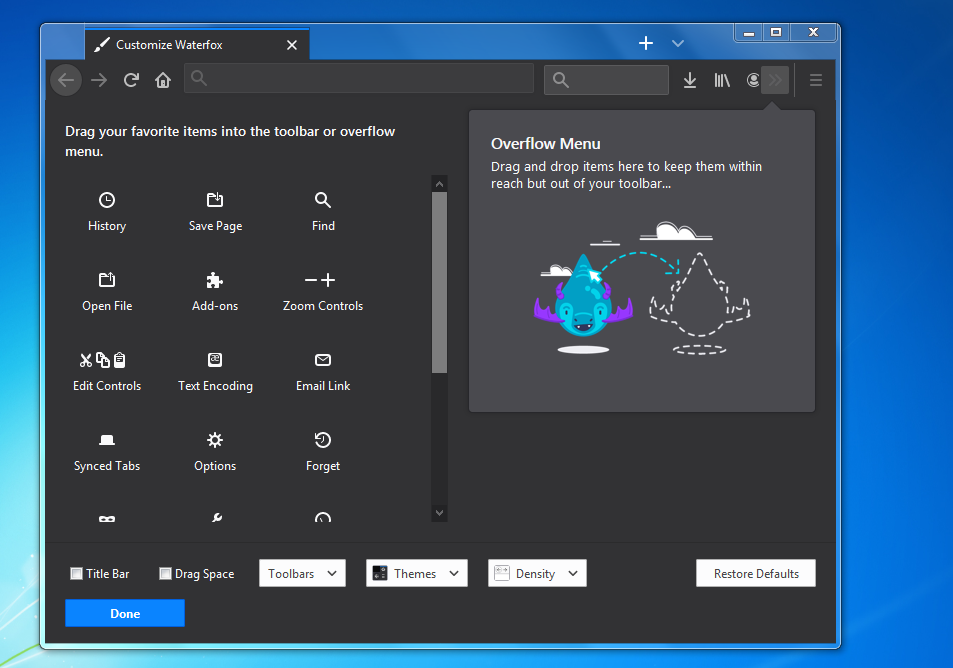 Customize Waterfox
Drag your favorite items into the toolbar or overflow
menu.
History
Save Page
Find
Open File
Add-ons
Zoom Controls
Edit Controls
Text Encoding
Email Link
Synced Tabs
Options
Forget
Overflow Menu
Drag and drop items here to keep them within
reach but out of your toolbar...
Title Bar
Drag Space
Toolbars
Themes
Density
Restore Defaults
Done